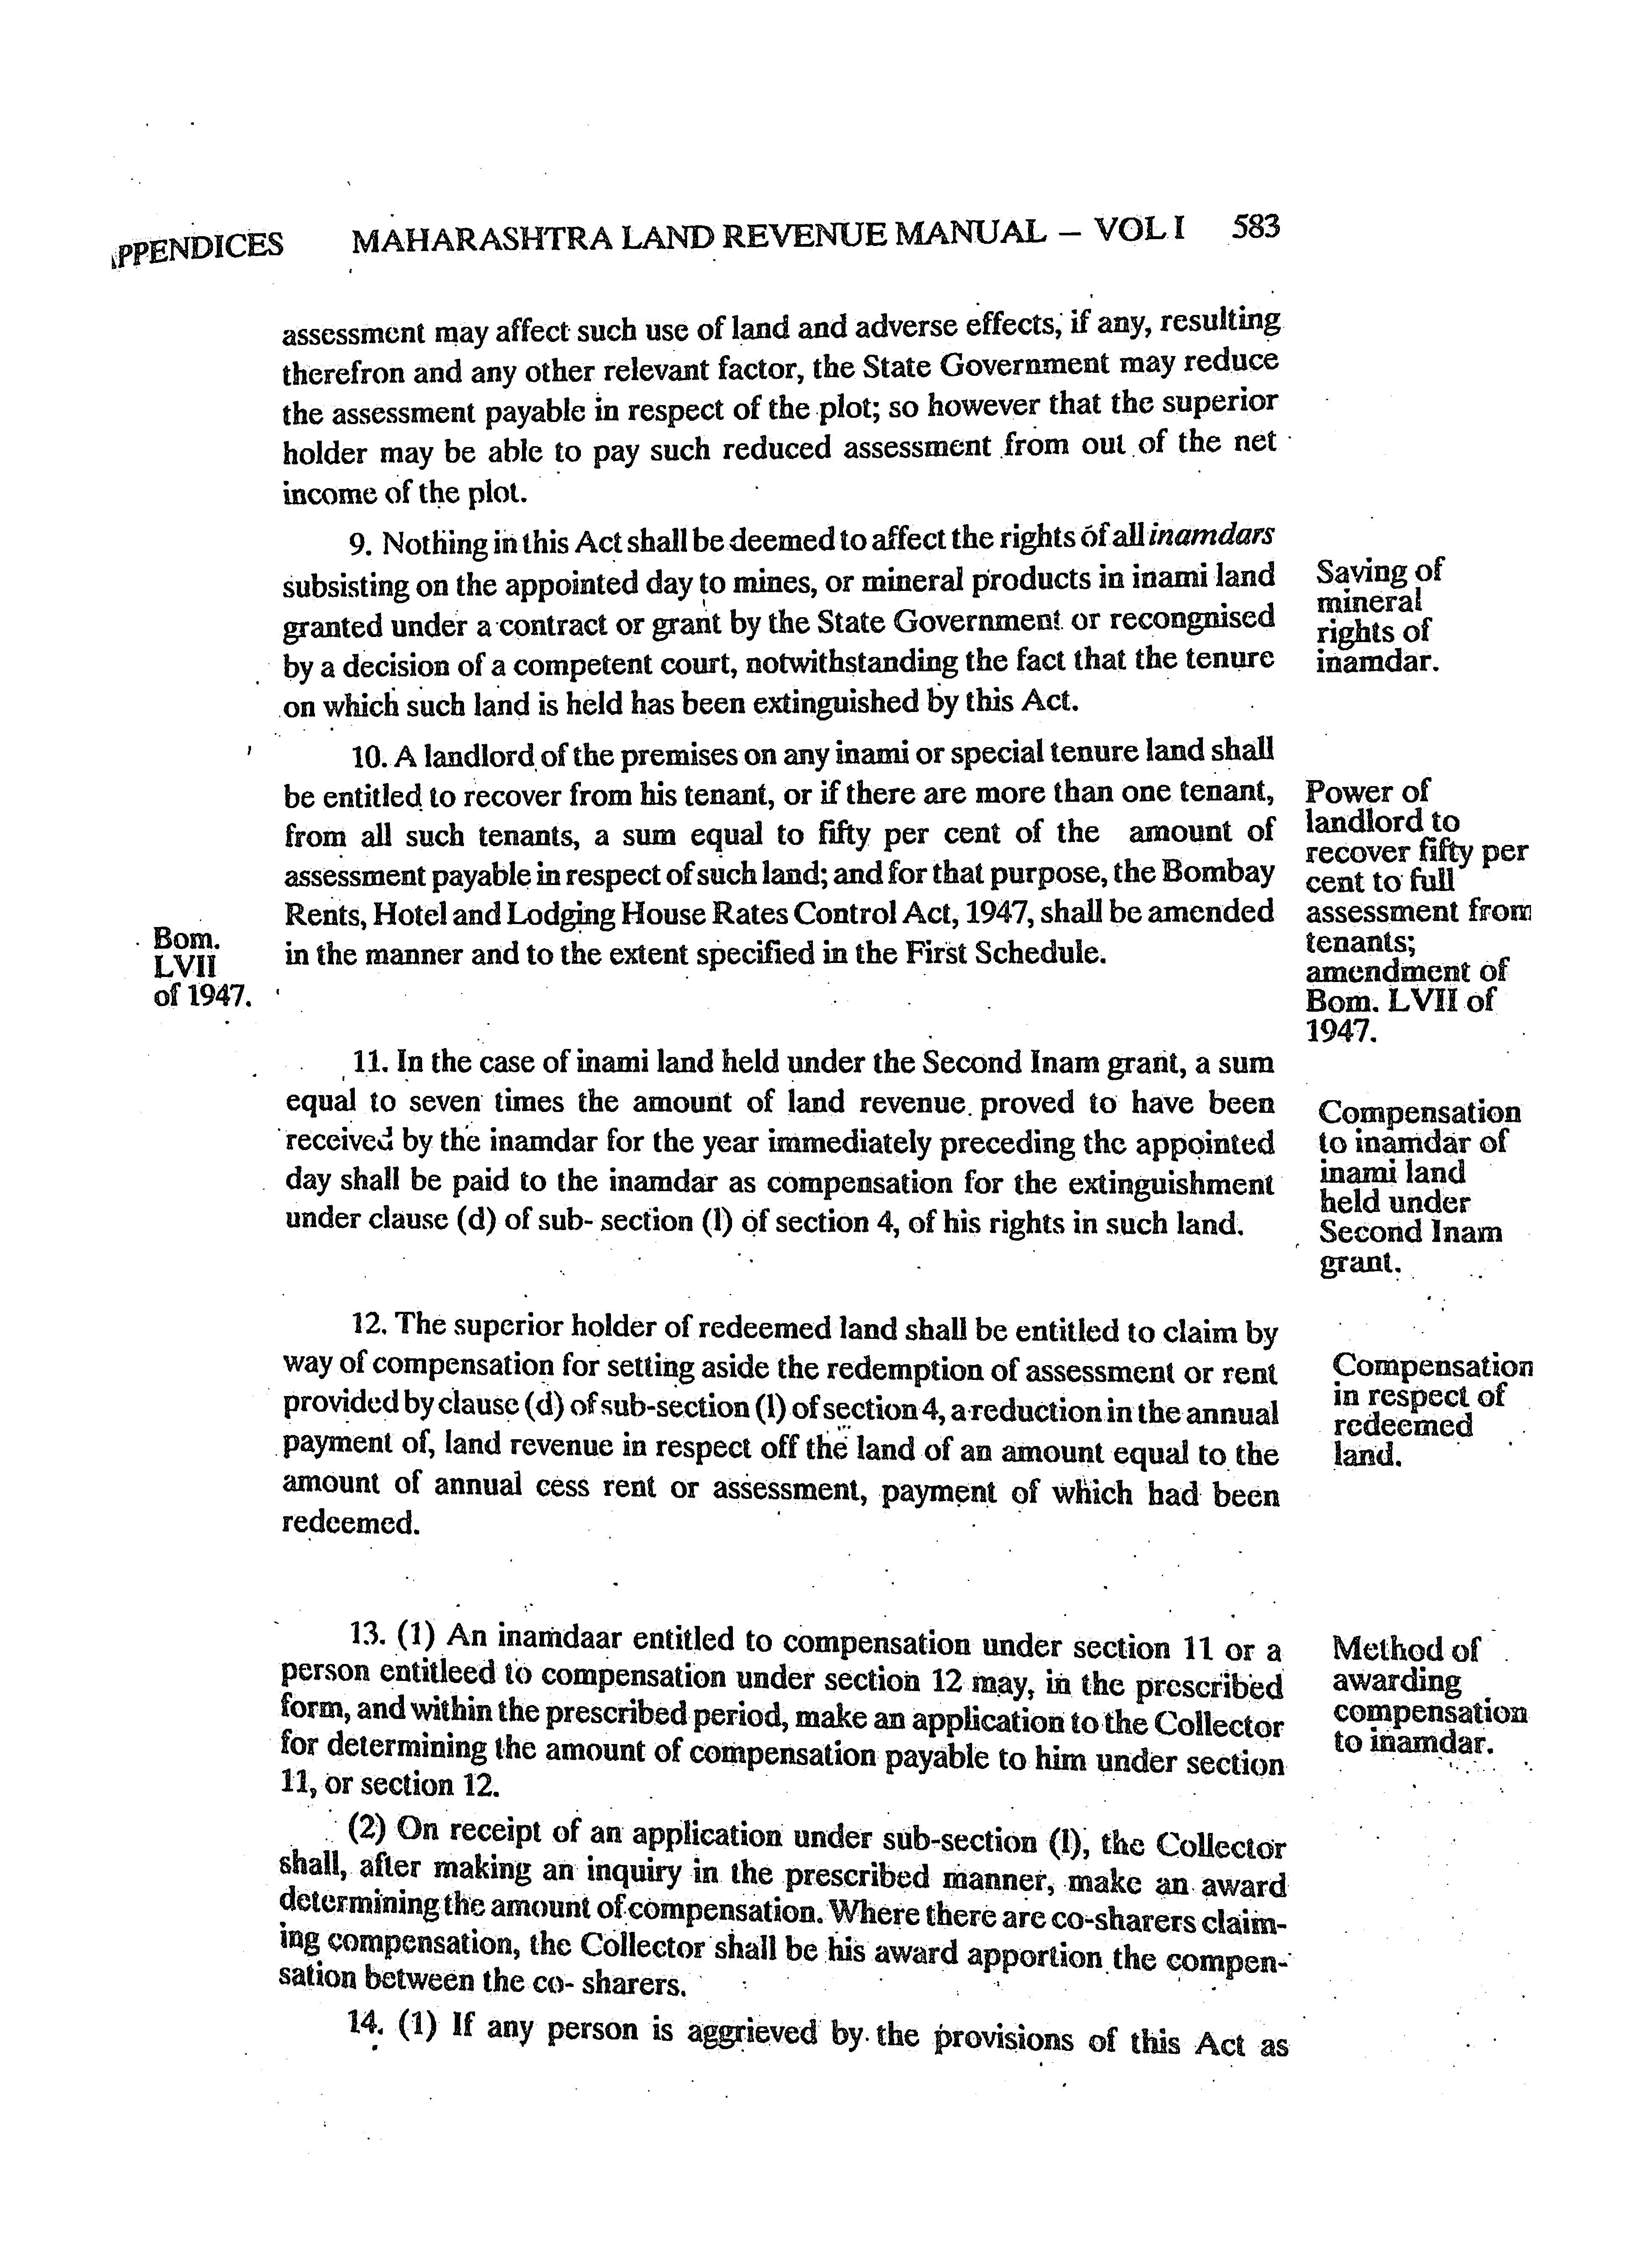 APPENDICES MAHARASHTRA LAND REVENUE MANUAL – VOL I 583
assessment may affect such use of land and adverse effects, if any, resulting
therefron and any other relevant factor, the State Government may reduce
the assessment payable in respect of the plot; so however that the superior
holder may be able to pay such reduced assessment from out of the net
income of the plot.
9. Nothing in this Act shall be deemed to affect the rights of all inamdars
subsisting on the appointed day to mines, or mineral products in inami land
granted under a contract or grant by the State Government or recongnised
by a decision of a competent court, notwithstanding the fact that the tenure
on which such land is held has been extinguished by this Act.
Saving of
mineral
rights of
inamdar.
10. A landlord of the premises on any inami or special tenure land shall
be entitled to recover from his tenant, or if there are more than one tenant,
from all such tenants, a sum equal to fifty per cent of the amount of
assessment payable in respect of such land; and for that purpose, the Bombay
Rents, Hotel and Lodging House Rates Control Act, 1947, shall be amended
in the manner and to the extent specified in the First Schedule.
Bom.
LVII
of 1947.
Power of
landlord to
recover fifty per
cent to full
assessment from
tenants;
amendment of
Bom. LVII of
1947.
11. In the case of inami land held under the Second Inam grant, a sum
equal to seven times the amount of land revenue proved to have been
received by the inamdar for the year immediately preceding the appointed
day shall be paid to the inamdar as compensation for the extinguishment
under clause (d) of sub- section (l) of section 4, of his rights in such land.
Compensation
to inamdar of
inami land
held under
Second Inam
grant.
12. The superior holder of redeemed land shall be entitled to claim by
way of compensation for setting aside the redemption of assessment or rent
provided by clause (d) of sub-section (l) of section 4, a reduction in the annual
payment of, land revenue in respect off the land of an amount equal to the
amount of annual cess rent or assessment, payment of which had been
redeemed.
Compensation
in respect of
redeemed
land.
13. (1) An inamdaar entitled to compensation under section 11 or a
person entitleed to compensation under section 12 may, in the prescribed
form, and within the prescribed period, make an application to the Collector
for determining the amount of compensation payable to him under section
11, or section 12.
Method of
awarding
compensation
to inamdar.
(2) On receipt of an application under sub-section (l), the Collector
shall, after making an inquiry in the prescribed manner, make an award
determining the amount of compensation. Where there are co-sharers claim-
ing compensation, the Collector shall be his award apportion the compen-
sation between the co- sharers.
14. (1) If any person is aggrieved by the provisions of this Act as